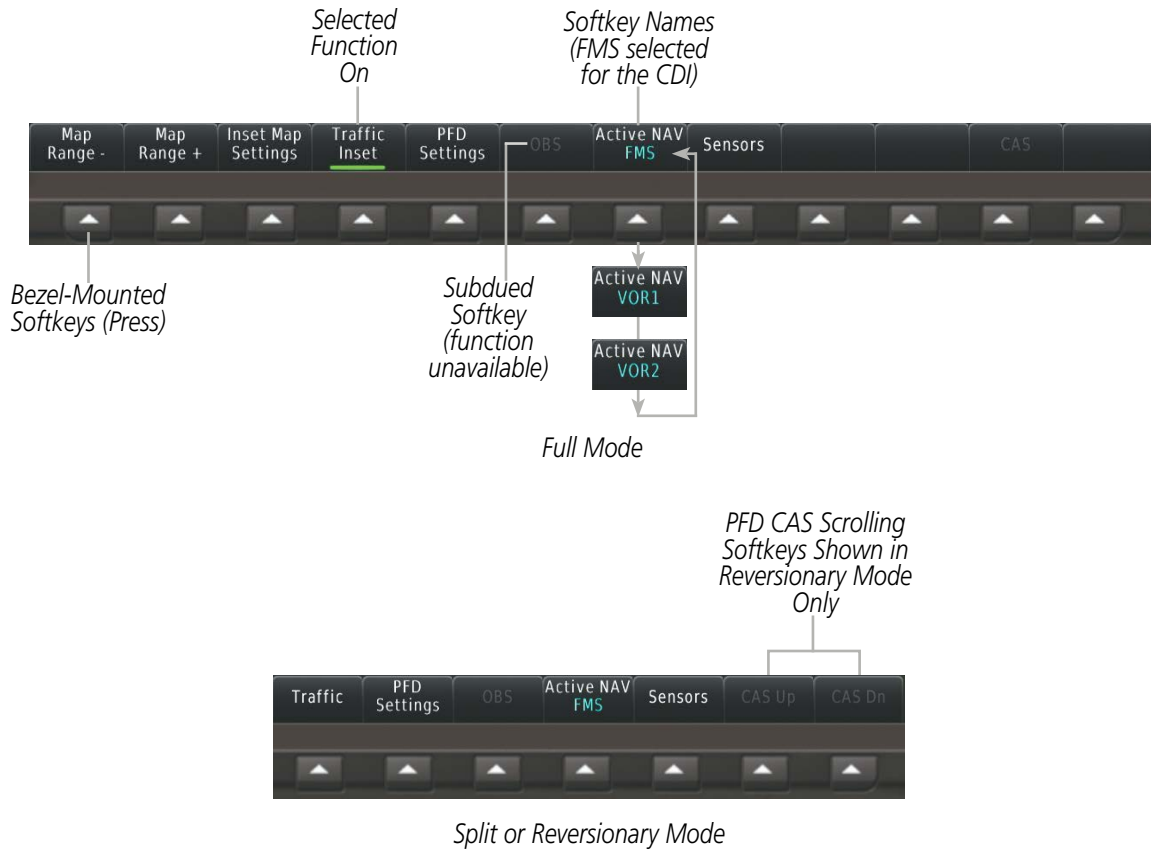 Selected
Function
On
Softkey Names
(FMS selected
for the CDI)
Map
Range -
Map
Range +
Inset Map
Settings
Traffic
Inset
PFD
Settings
OBS
Active NAV
FMS
Sensors
CAS
Bezel-Mounted
Softkeys (Press)
Subdued
Softkey
(function
unavailable)
Active NAV
VOR1
Active NAV
VOR2
Full Mode
PFD CAS Scrolling
Softkeys Shown in
Reversionary Mode
Only
Traffic
PFD
Settings
OBS
Active NAV
FMS
Sensors
CAS Up
CAS Dn
Split or Reversionary Mode